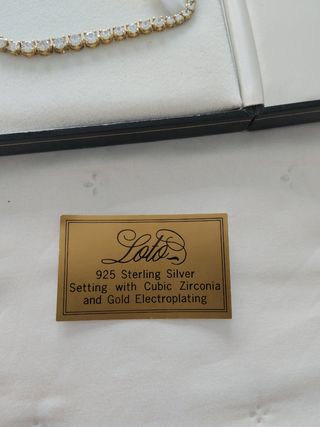 Loto
925 Sterling Silver
Setting with Cubic Zirconia
and Gold Electroplating